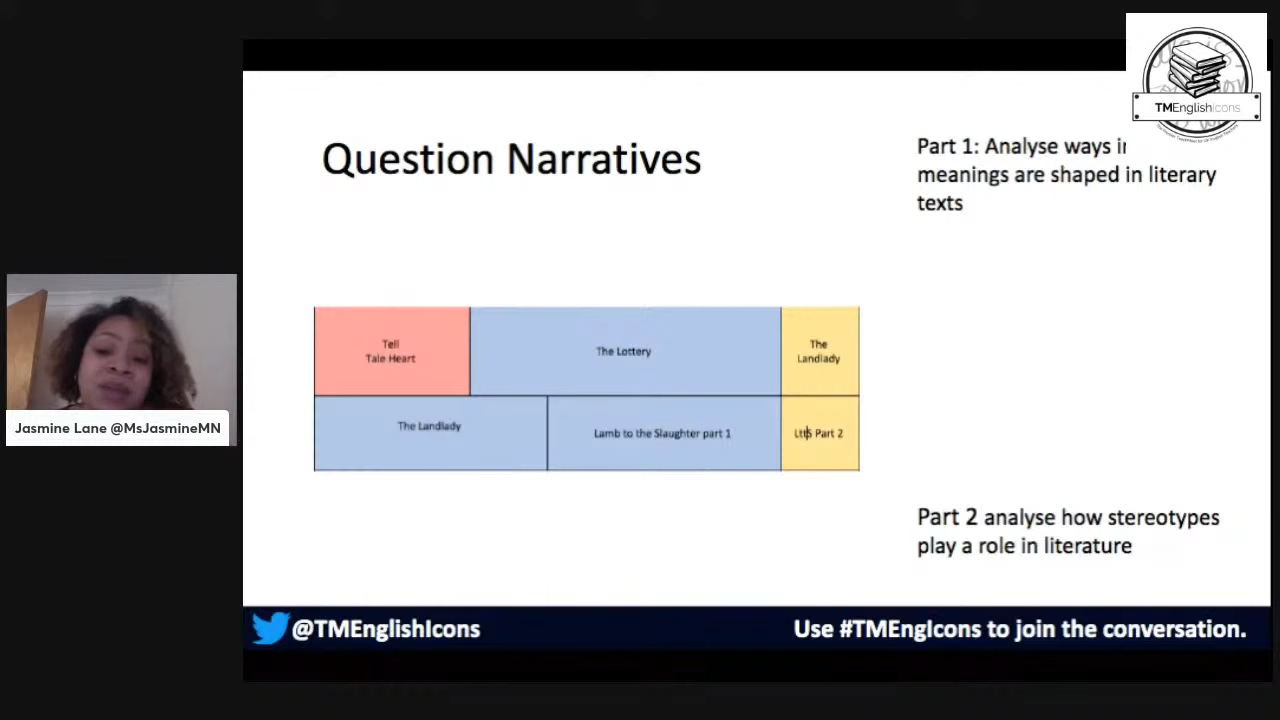 TMEnglishIcons
Question Narratives
Part 1: Analyse ways
meanings are shaped in literary
texts
Tell
Tale Heart
The Lottery
The
Landlady
The Landlady
Lamb to the Slaughter part 1
LttS Part 2
Part 2 analyse how stereotypes
play a role in literature
Jasmine Lane @MsJasmineMN
@TMEnglishIcons
Use #TMEngIcons to join the conversation.